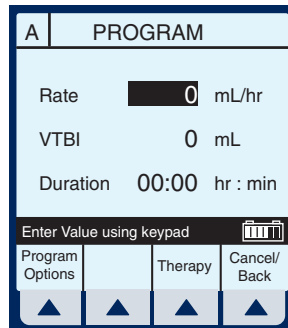 A PROGRAM
Rate 0 mL/hr
VTBI 0 mL
Duration 00:00 hr : min
Enter Value using keypad
Program Options Therapy Cancel/ Back